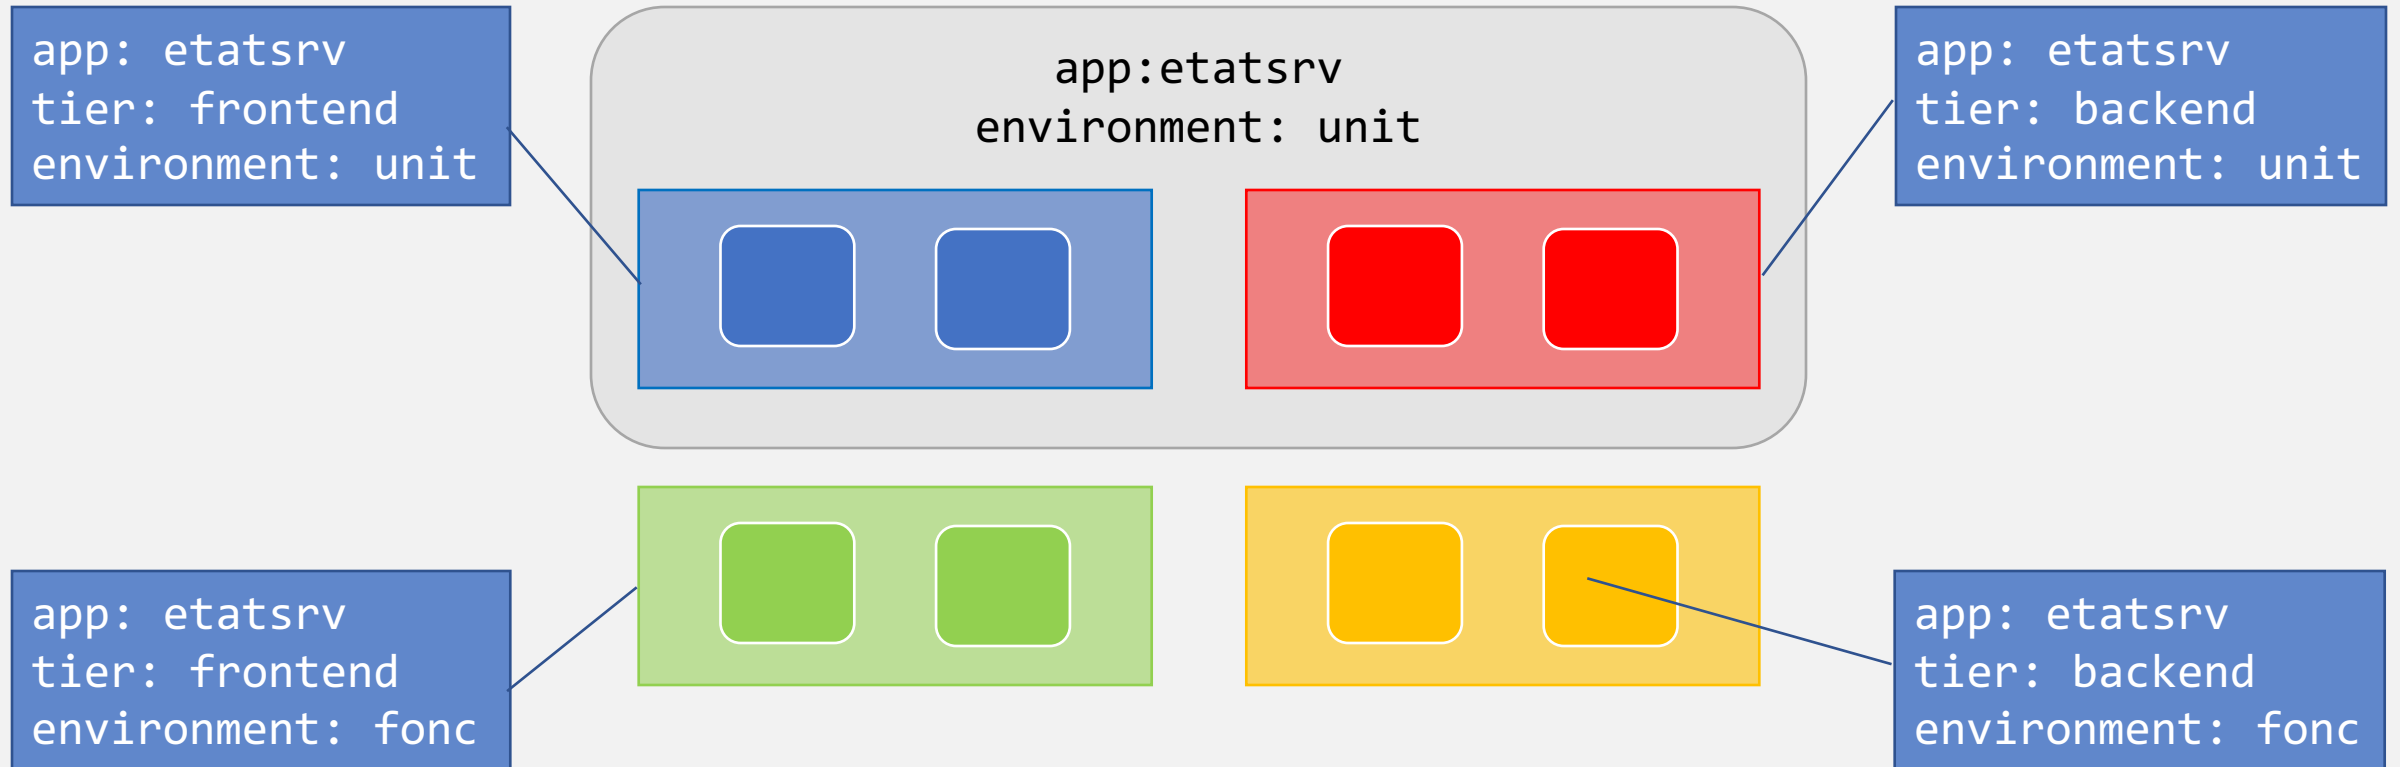 app: etatsrv
tier: frontend
environment: unit
app:etatsrv
environment: unit
app: etatsrv
tier: backend
environment: unit
app: etatsrv
tier: frontend
environment: fonc
app: etatsrv
tier: backend
environment: fonc